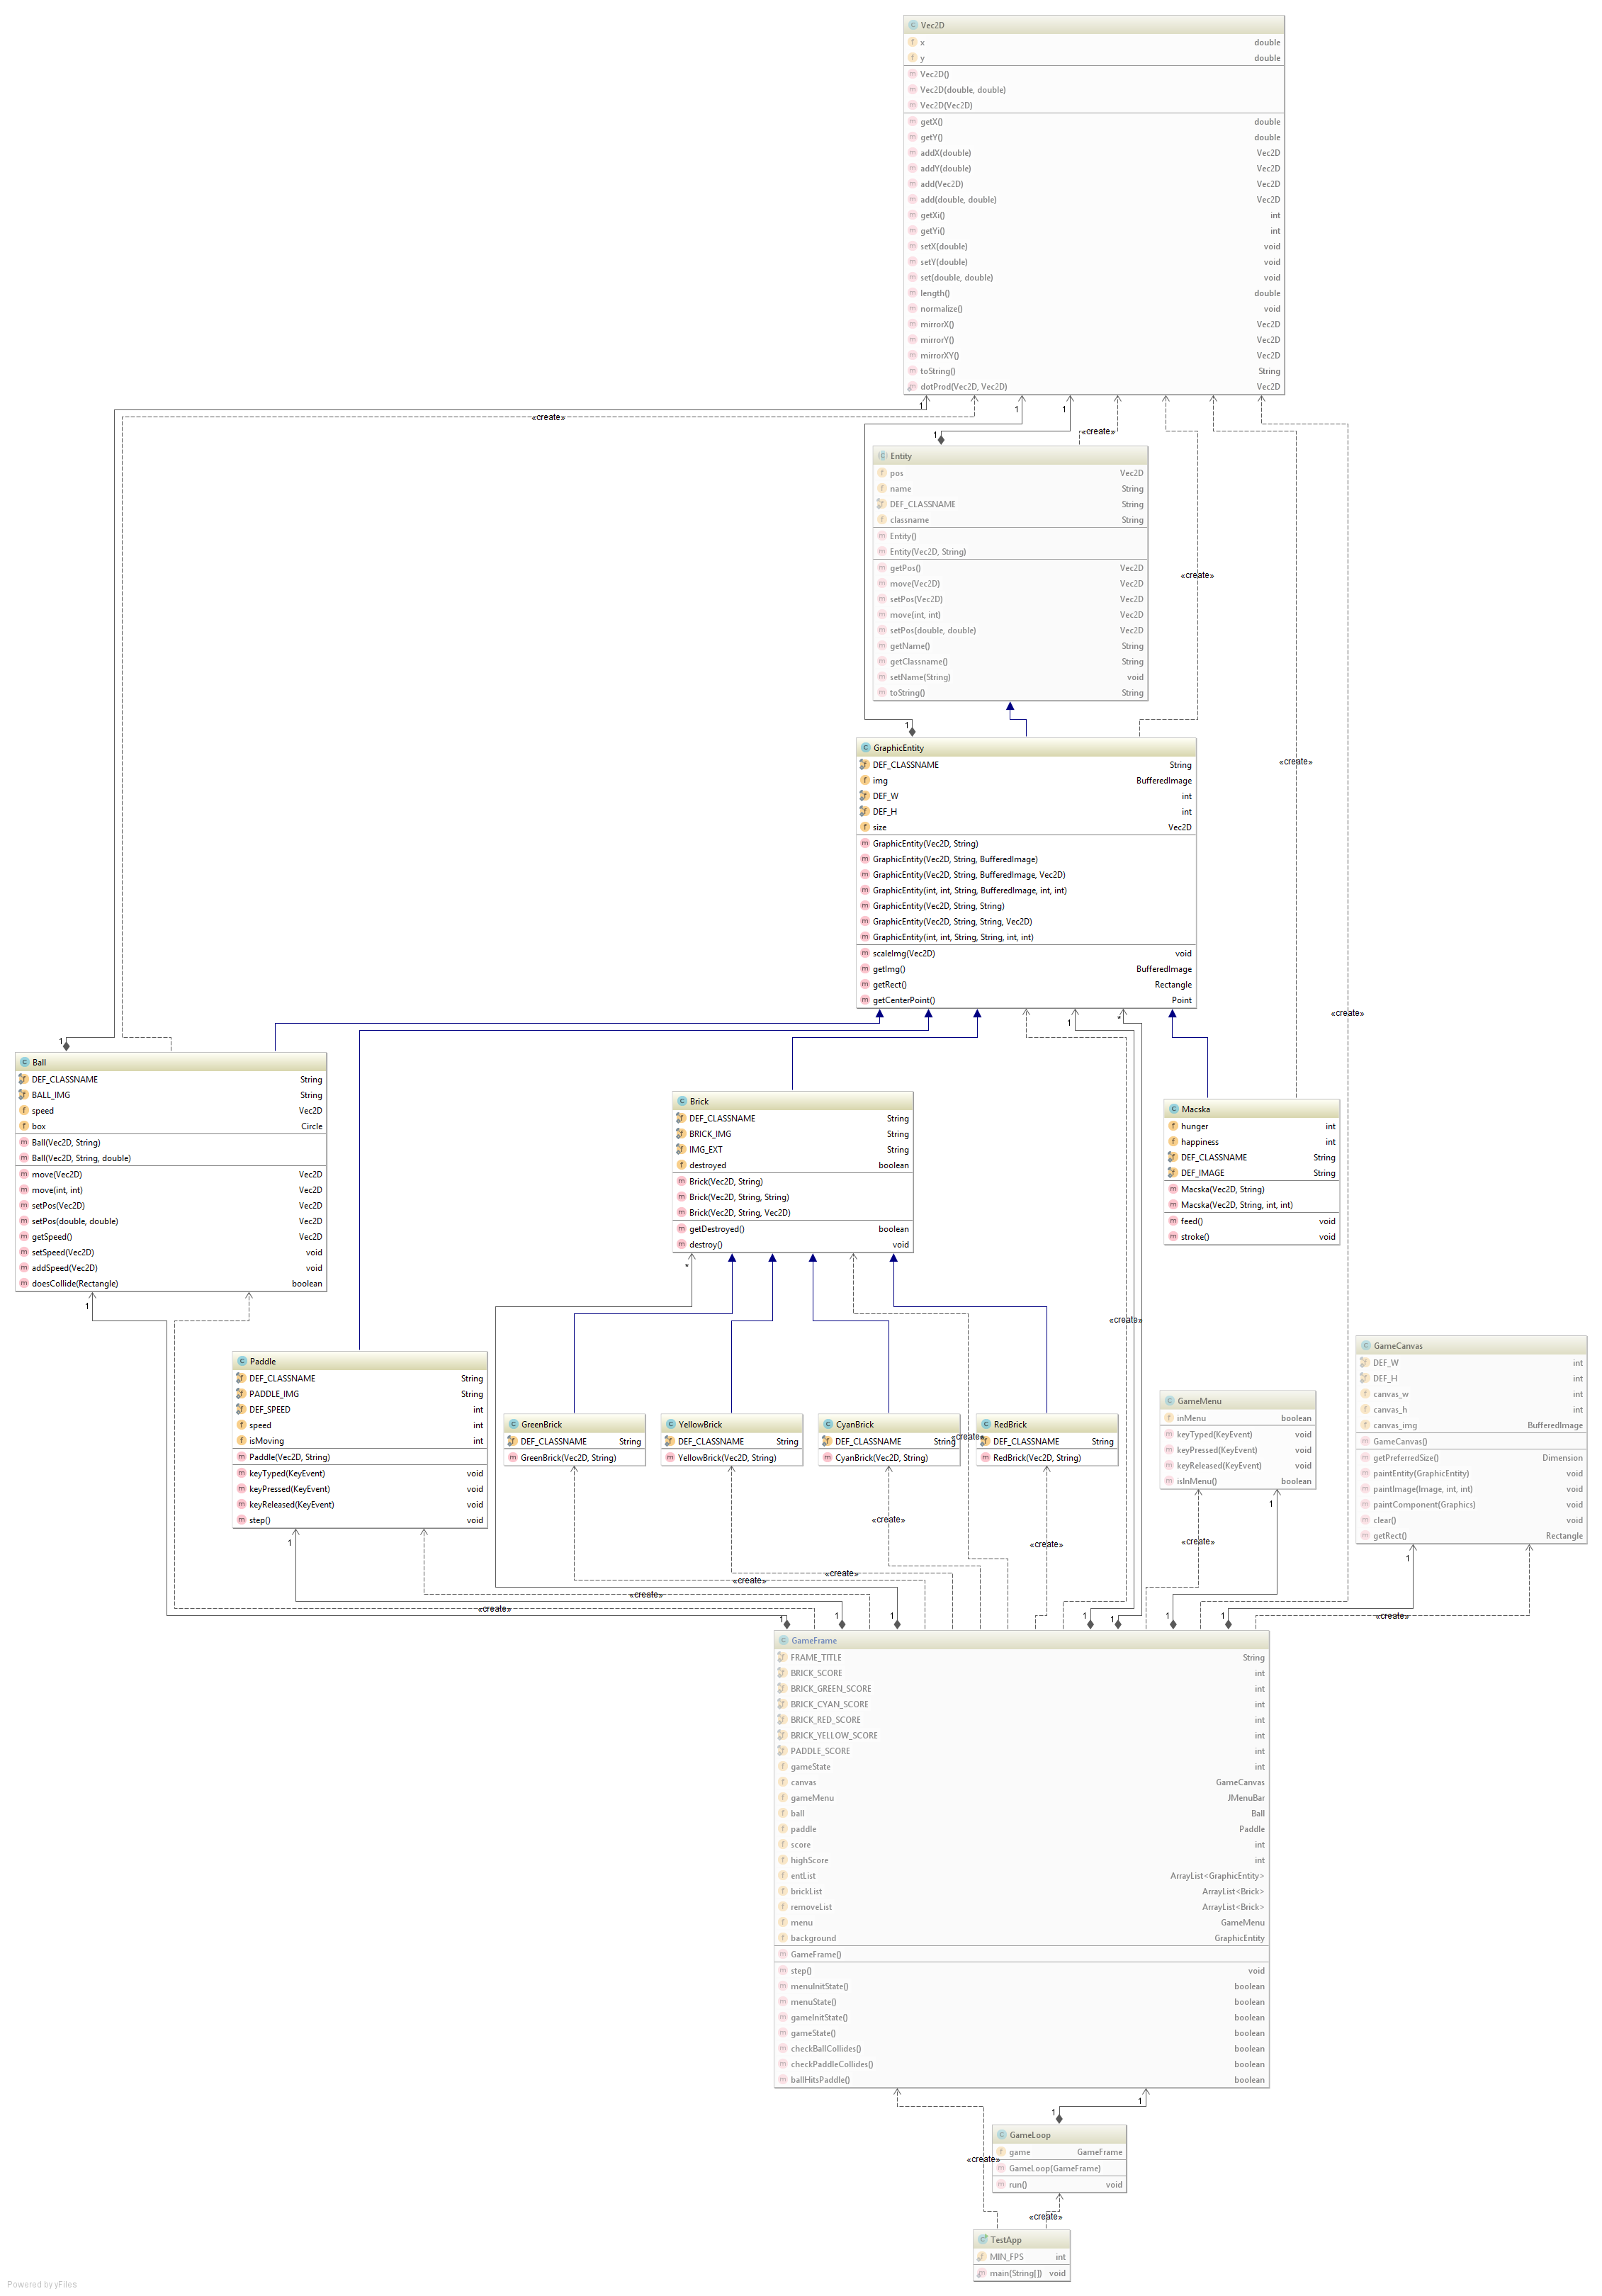 Vec2D
x double
y double
Vec2D()
Vec2D(double, double)
Vec2D(Vec2D)
getX() double
getY() double
addX(double) Vec2D
addY(double) Vec2D
add(Vec2D) Vec2D
add(double, double) Vec2D
getXi() int
getYi() int
setX(double) void
setY(double) void
set(double, double) void
length() double
normalize() void
mirrorX() Vec2D
mirrorY() Vec2D
mirrorXY() Vec2D
toString() String
dotProd(Vec2D, Vec2D) Vec2D
1 1 1
«create»
1 «create»
Entity
pos Vec2D
name String
DEF_CLASSNAME String
classname String
Entity()
Entity(Vec2D, String)
getPos() Vec2D
move(Vec2D) Vec2D
setPos(Vec2D) Vec2D
move(int, int) Vec2D
setPos(double, double) Vec2D
getName() String
getClassname() String
setName(String) void
toString() String
«create»
1
GraphicEntity
DEF_CLASSNAME String
img BufferedImage
DEF_W int
DEF_H int
size Vec2D
GraphicEntity(Vec2D, String)
GraphicEntity(Vec2D, String, BufferedImage)
GraphicEntity(Vec2D, String, BufferedImage, Vec2D)
GraphicEntity(int, int, String, BufferedImage, int, int)
GraphicEntity(Vec2D, String, String)
GraphicEntity(Vec2D, String, String, Vec2D)
GraphicEntity(int, int, String, String, int, int)
scaleImg(Vec2D) void
getImg() BufferedImage
getRect() Rectangle
getCenterPoint() Point
«create»
«create»
1 *
1
Ball
DEF_CLASSNAME String
BALL_IMG String
speed Vec2D
box Circle
Ball(Vec2D, String)
Ball(Vec2D, String, double)
move(Vec2D) Vec2D
move(int, int) Vec2D
setPos(Vec2D) Vec2D
setPos(double, double) Vec2D
getSpeed() Vec2D
setSpeed(Vec2D) void
addSpeed(Vec2D) void
doesCollide(Rectangle) boolean
1
Brick
DEF_CLASSNAME String
BRICK_IMG String
IMG_EXT String
destroyed boolean
Brick(Vec2D, String)
Brick(Vec2D, String, String)
Brick(Vec2D, String, Vec2D)
getDestroyed() boolean
destroy() void
*
Macska
hunger int
happiness int
DEF_CLASSNAME String
DEF_IMAGE String
Macska(Vec2D, String)
Macska(Vec2D, String, int, int)
feed() void
stroke() void
«create»
Paddle
DEF_CLASSNAME String
PADDLE_IMG String
DEF_SPEED int
speed int
isMoving int
Paddle(Vec2D, String)
keyTyped(KeyEvent) void
keyPressed(KeyEvent) void
keyReleased(KeyEvent) void
step() void
1
GreenBrick
DEF_CLASSNAME String
GreenBrick(Vec2D, String)
YellowBrick
DEF_CLASSNAME String
YellowBrick(Vec2D, String)
CyanBrick
DEF_CLASSNAME String
CyanBrick(Vec2D, String)
«create»
RedBrick
DEF_CLASSNAME String
RedBrick(Vec2D, String)
GameMenu
inMenu boolean
keyTyped(KeyEvent) void
keyPressed(KeyEvent) void
keyReleased(KeyEvent) void
isInMenu() boolean
1
GameCanvas
DEF_W int
DEF_H int
canvas_w int
canvas_h int
canvas_img BufferedImage
GameCanvas()
getPreferredSize() Dimension
paintEntity(GraphicEntity) void
paintImage(Image, int, int) void
paintComponent(Graphics) void
clear() void
getRect() Rectangle
1
«create»
«create» «create»
«create» «create»
«create»
«create» «create»
1 1 1 1 1 1 1
GameFrame
FRAME_TITLE String
BRICK_SCORE int
BRICK_GREEN_SCORE int
BRICK_CYAN_SCORE int
BRICK_RED_SCORE int
BRICK_YELLOW_SCORE int
PADDLE_SCORE int
gameState int
canvas GameCanvas
gameMenu JMenuBar
ball Ball
paddle Paddle
score int
highScore int
entList ArrayList<GraphicEntity>
brickList ArrayList<Brick>
removeList ArrayList<Brick>
menu GameMenu
background GraphicEntity
GameFrame()
step() void
menuInitState() boolean
menuState() boolean
gameInitState() boolean
gameState() boolean
checkBallCollides() boolean
checkPaddleCollides() boolean
ballHitsPaddle() boolean
1
1
GameLoop
game GameFrame
GameLoop(GameFrame)
run() void
«create»
«create»
TestApp
MIN_FPS int
main(String[]) void
Powered by yFiles